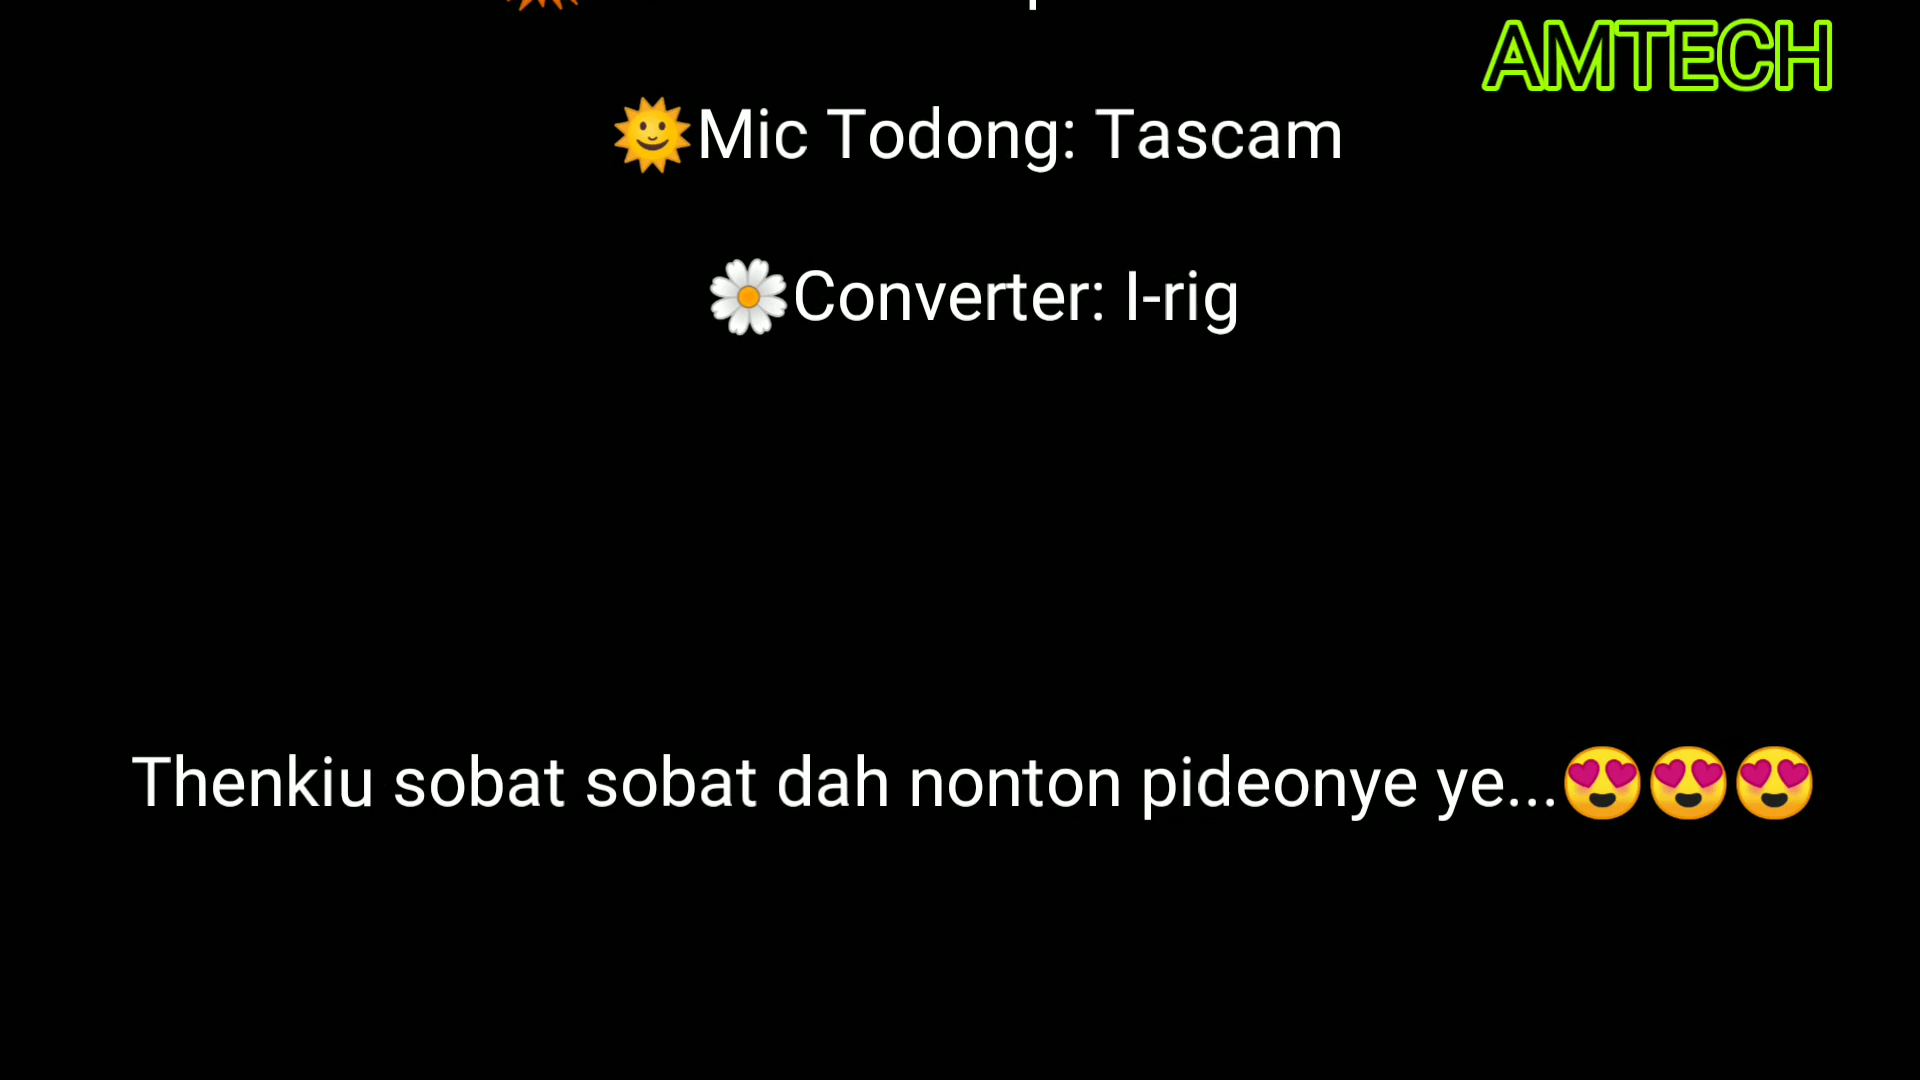 AMTECH
🌞Mic Todong: Tascam
🌼Converter: I-rig
Thenkiu sobat sobat dah nonton pideonye ye...😍😍😍